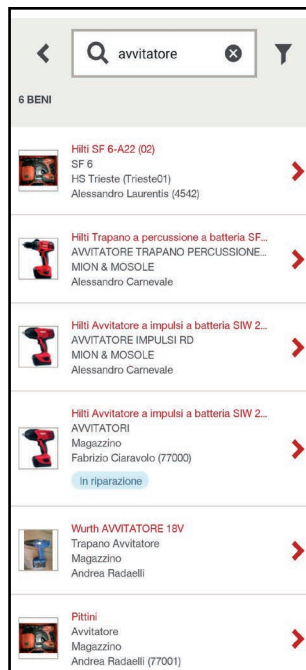 avvitatore
6 BENI
Hilti SF 6-A22 (02)
SF 6
HS Trieste (Trieste01)
Alessandro Laurentis (4542)
Hilti Trapano a percussione a batteria SF...
AVVITATORE TRAPANO PERCUSSIONE...
MION & MOSOLE
Alessandro Carnevale
Hilti Avvitatore a impulsi a batteria SIW 2...
AVVITATORE IMPULSI RD
MION & MOSOLE
Alessandro Carnevale
Hilti Avvitatore a impulsi a batteria SIW 2...
AVVITATORI
Magazzino
Fabrizio Ciaravolo (77000)
In riparazione
Wurth AVVITATORE 18V
Trapano Avvitatore
Magazzino
Andrea Radaelli
Pittini
Avvitatore
Magazzino
Andrea Radaelli (77001)